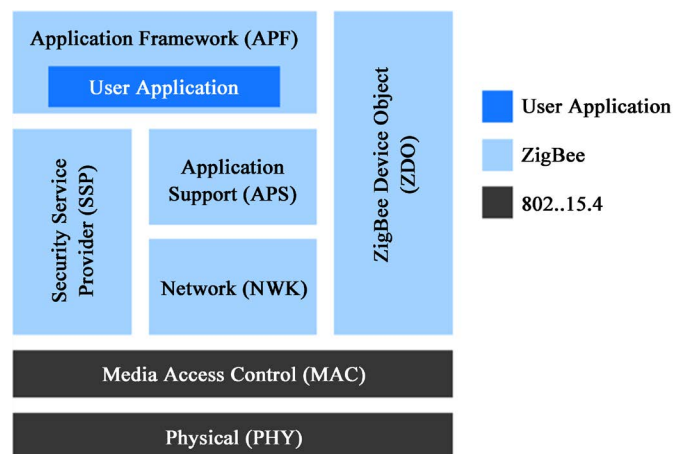 Application Framework (APF)
User Application
Security Service
Provider (SSP)
Application
Support (APS)
Network (NWK)
ZigBee Device Object
(ZDO)
Media Access Control (MAC)
Physical (PHY)
User Application
ZigBee
802..15.4